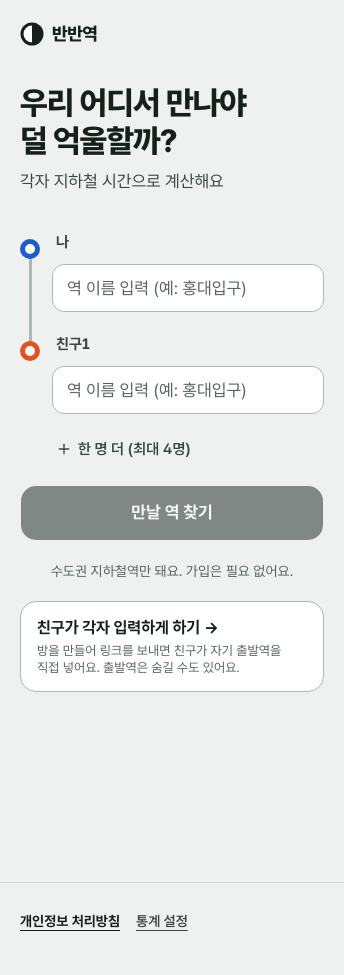 반반역
우리 어디서 만나야
덜 억울할까?
각자 지하철 시간으로 계산해요
나
역 이름 입력 (예: 홍대입구)
친구1
역 이름 입력 (예: 홍대입구)
+ 한 명 더 (최대 4명)
만날 역 찾기
수도권 지하철역만 돼요. 가입은 필요 없어요.
친구가 각자 입력하게 하기 →
방을 만들어 링크를 보내면 친구가 자기 출발역을
직접 넣어요. 출발역은 숨길 수도 있어요.
개인정보 처리방침 통계 설정